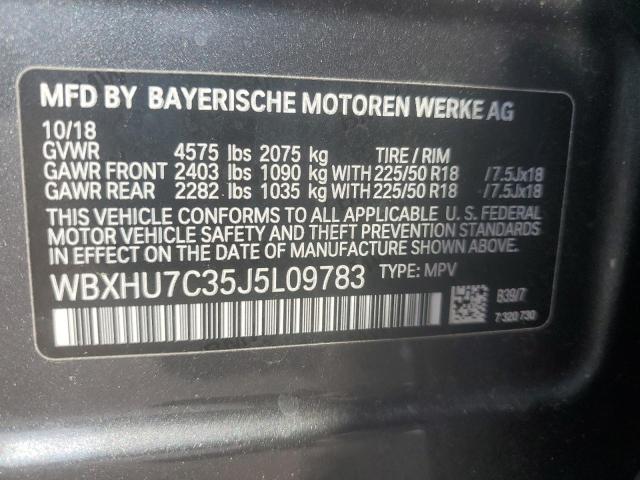 MFD BY BAYERISCHE MOTOREN WERKE AG
10/18
GVWR 4575 lbs 2075 kg TIRE / RIM
GAWR FRONT 2403 lbs 1090 kg WITH 225/50 R18 /7.5Jx18
GAWR REAR 2282 lbs 1035 kg WITH 225/50 R18 /7.5Jx18
THIS VEHICLE CONFORMS TO ALL APPLICABLE U. S. FEDERAL
MOTOR VEHICLE SAFETY AND THEFT PREVENTION STANDARDS
IN EFFECT ON THE DATE OF MANUFACTURE SHOWN ABOVE.
WBXHU7C35J5L09783 TYPE: MPV
B39/7
7 320 730